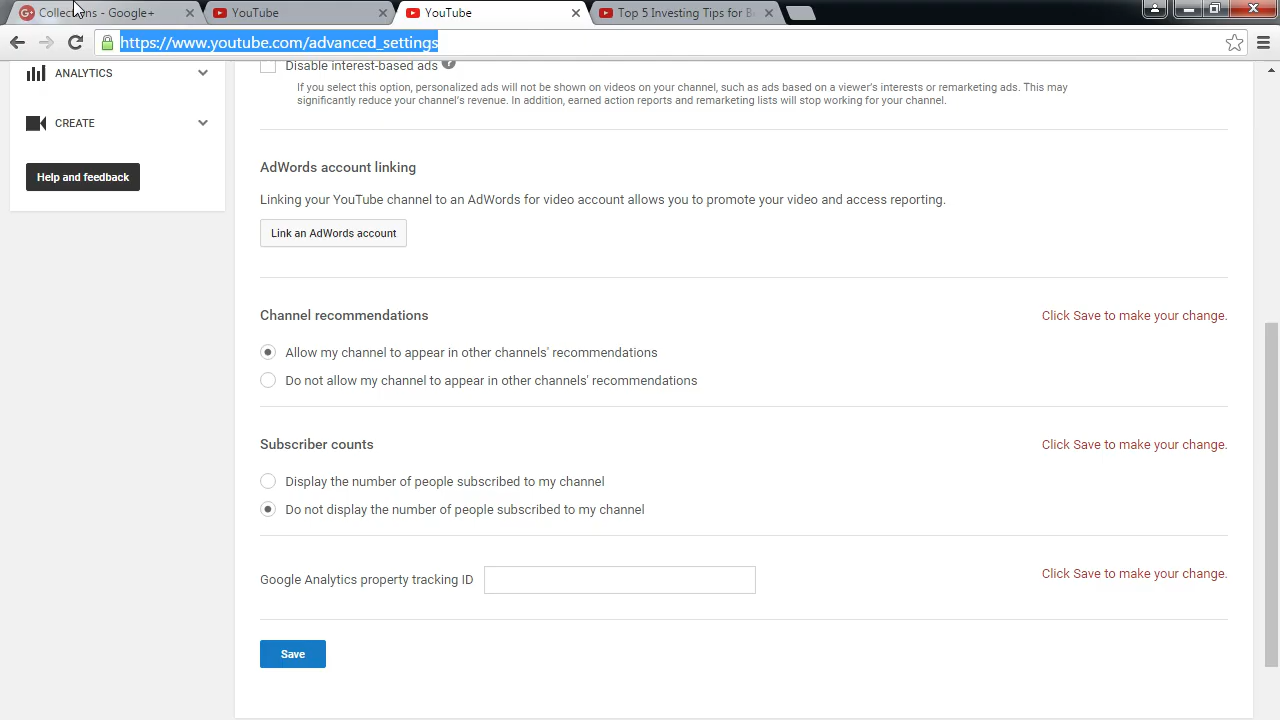 Collections - Google+
YouTube
YouTube
Top 5 Investing Tips for B
https://www.youtube.com/advanced_settings
ANALYTICS
CREATE
Help and feedback
Disable interest-based ads ?
If you select this option, personalized ads will not be shown on videos on your channel, such as ads based on a viewer's interests or remarketing ads. This may
significantly reduce your channel's revenue. In addition, earned action reports and remarketing lists will stop working for your channel.
AdWords account linking
Linking your YouTube channel to an AdWords for video account allows you to promote your video and access reporting.
Link an AdWords account
Channel recommendations
Click Save to make your change.
Allow my channel to appear in other channels' recommendations
Do not allow my channel to appear in other channels' recommendations
Subscriber counts
Click Save to make your change.
Display the number of people subscribed to my channel
Do not display the number of people subscribed to my channel
Google Analytics property tracking ID
Click Save to make your change.
Save